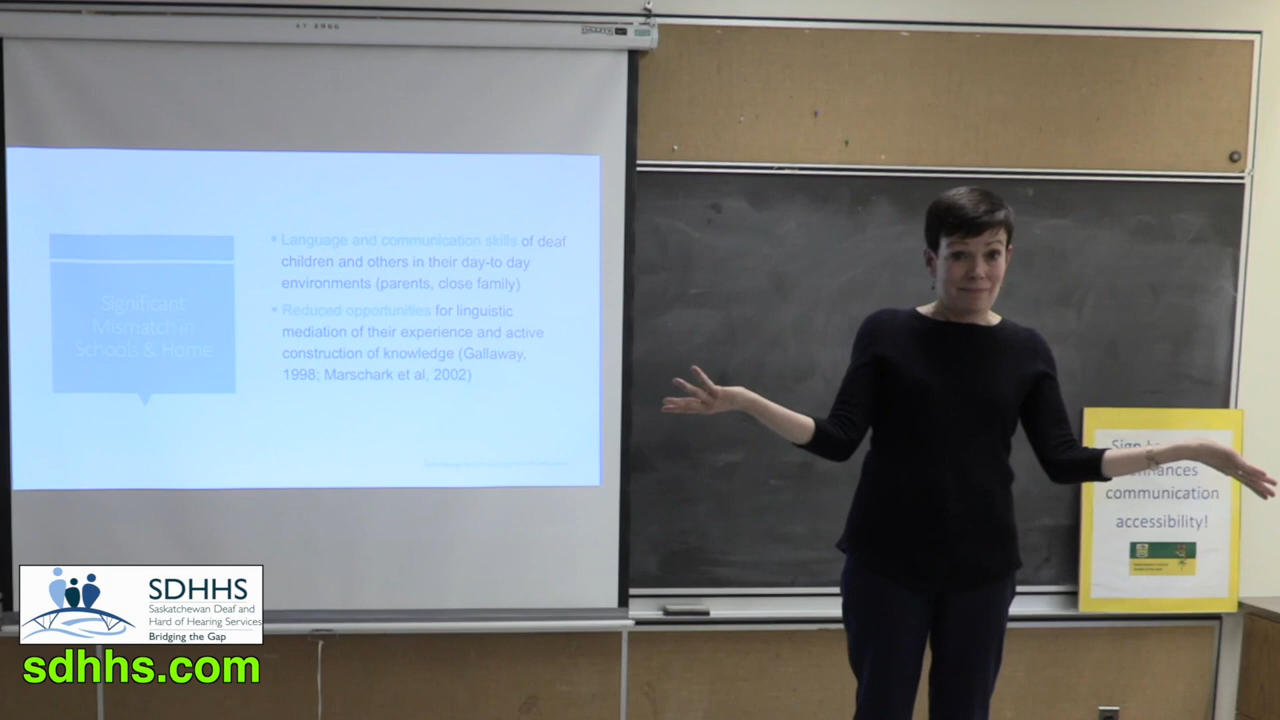 Significant
Mismatch in
Schools & Home
Language and communication skills of deaf
children and others in their day-to day
environments (parents, close family)
Reduced opportunities for linguistic
mediation of their experience and active
construction of knowledge (Gallaway,
1998; Marschark et al, 2002)
Sign
enhances
communication
accessibility!
SDHHS
Saskatchewan Deaf and
Hard of Hearing Services
Bridging the Gap
sdhhs.com